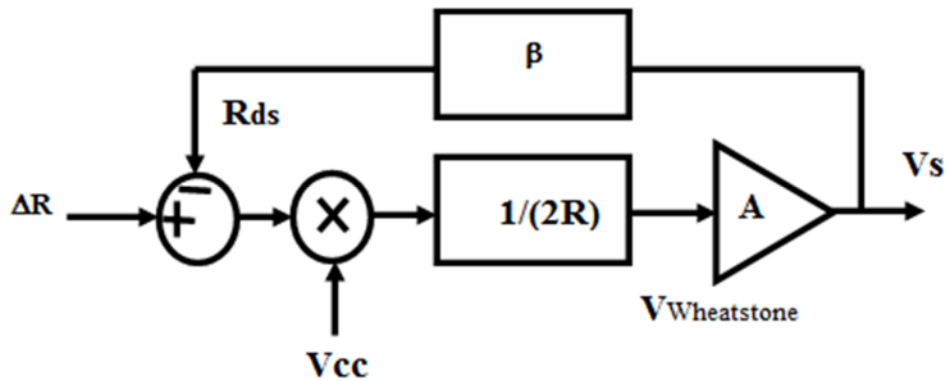 β
Rds
ΔR
−
+
×
1/(2R)
A
Vs
VWheatstone
Vcc